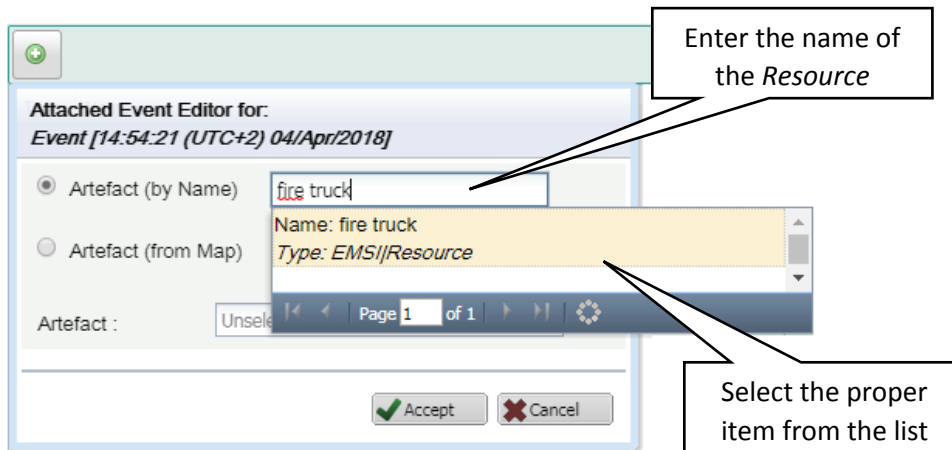 Enter the name of
the Resource
Attached Event Editor for:
Event [14:54:21 (UTC+2) 04/Apr/2018]
Artefact (by Name)
fire truck
Name: fire truck
Type: EMSI|Resource
Artefact (from Map)
Page 1 of 1
Artefact :
Unsele
Accept
Cancel
Select the proper
item from the list